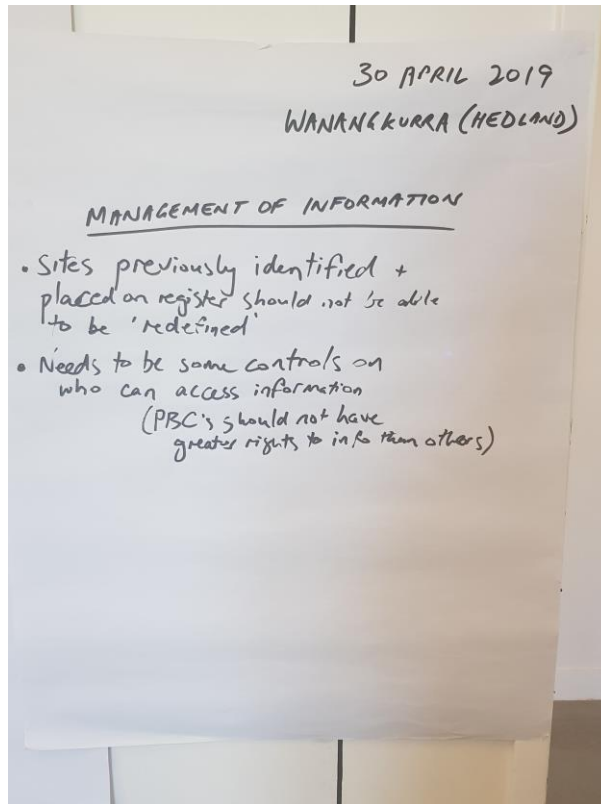 30 APRIL 2019
WANANGKURRA (HEDLAND)
MANAGEMENT OF INFORMATION
• Sites previously identified +
placed on register should not be able
to be 'redefined'
• Needs to be some controls on
who can access information
(PBC's should not have
greater rights to info than others)